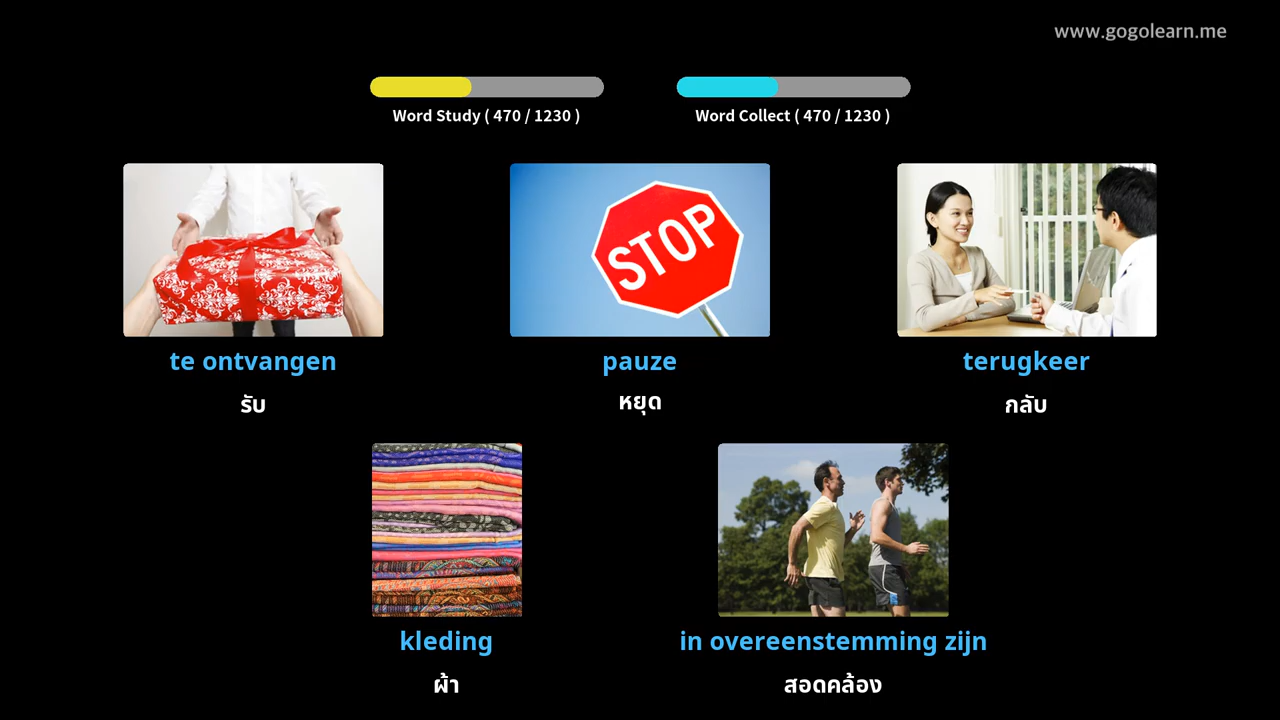 www.gogolearn.me
Word Study ( 470 / 1230 )
Word Collect ( 470 / 1230 )
STOP
te ontvangen
รับ
pauze
หยุด
terugkeer
กลับ
kleding
ผ้า
in overeenstemming zijn
สอดคล้อง